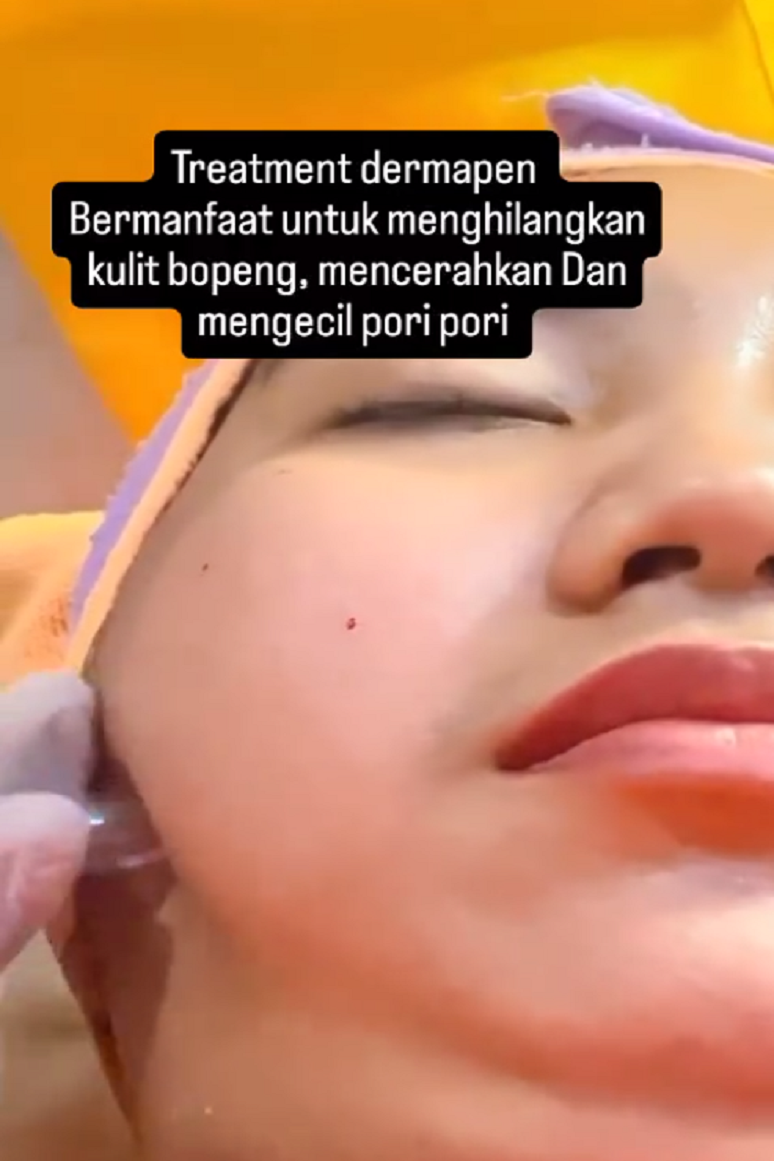 Treatment dermapen
Bermanfaat untuk menghilangkan
kulit bopeng, mencerahkan Dan
mengecil pori pori